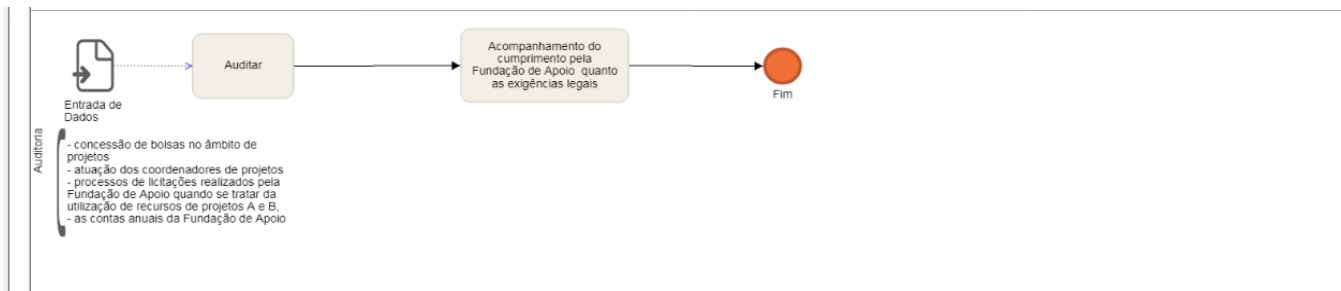 Auditar
Acompanhamento do
cumprimento pela
Fundação de Apoio quanto
as exigências legais
Fim
Entrada de
Dados
Auditoria
- concessão de bolsas no âmbito de
projetos
- atuação dos coordenadores de projetos
- processos de licitações realizados pela
Fundação de Apoio quando se tratar da
utilização de recursos de projetos A e B,
- as contas anuais da Fundação de Apoio